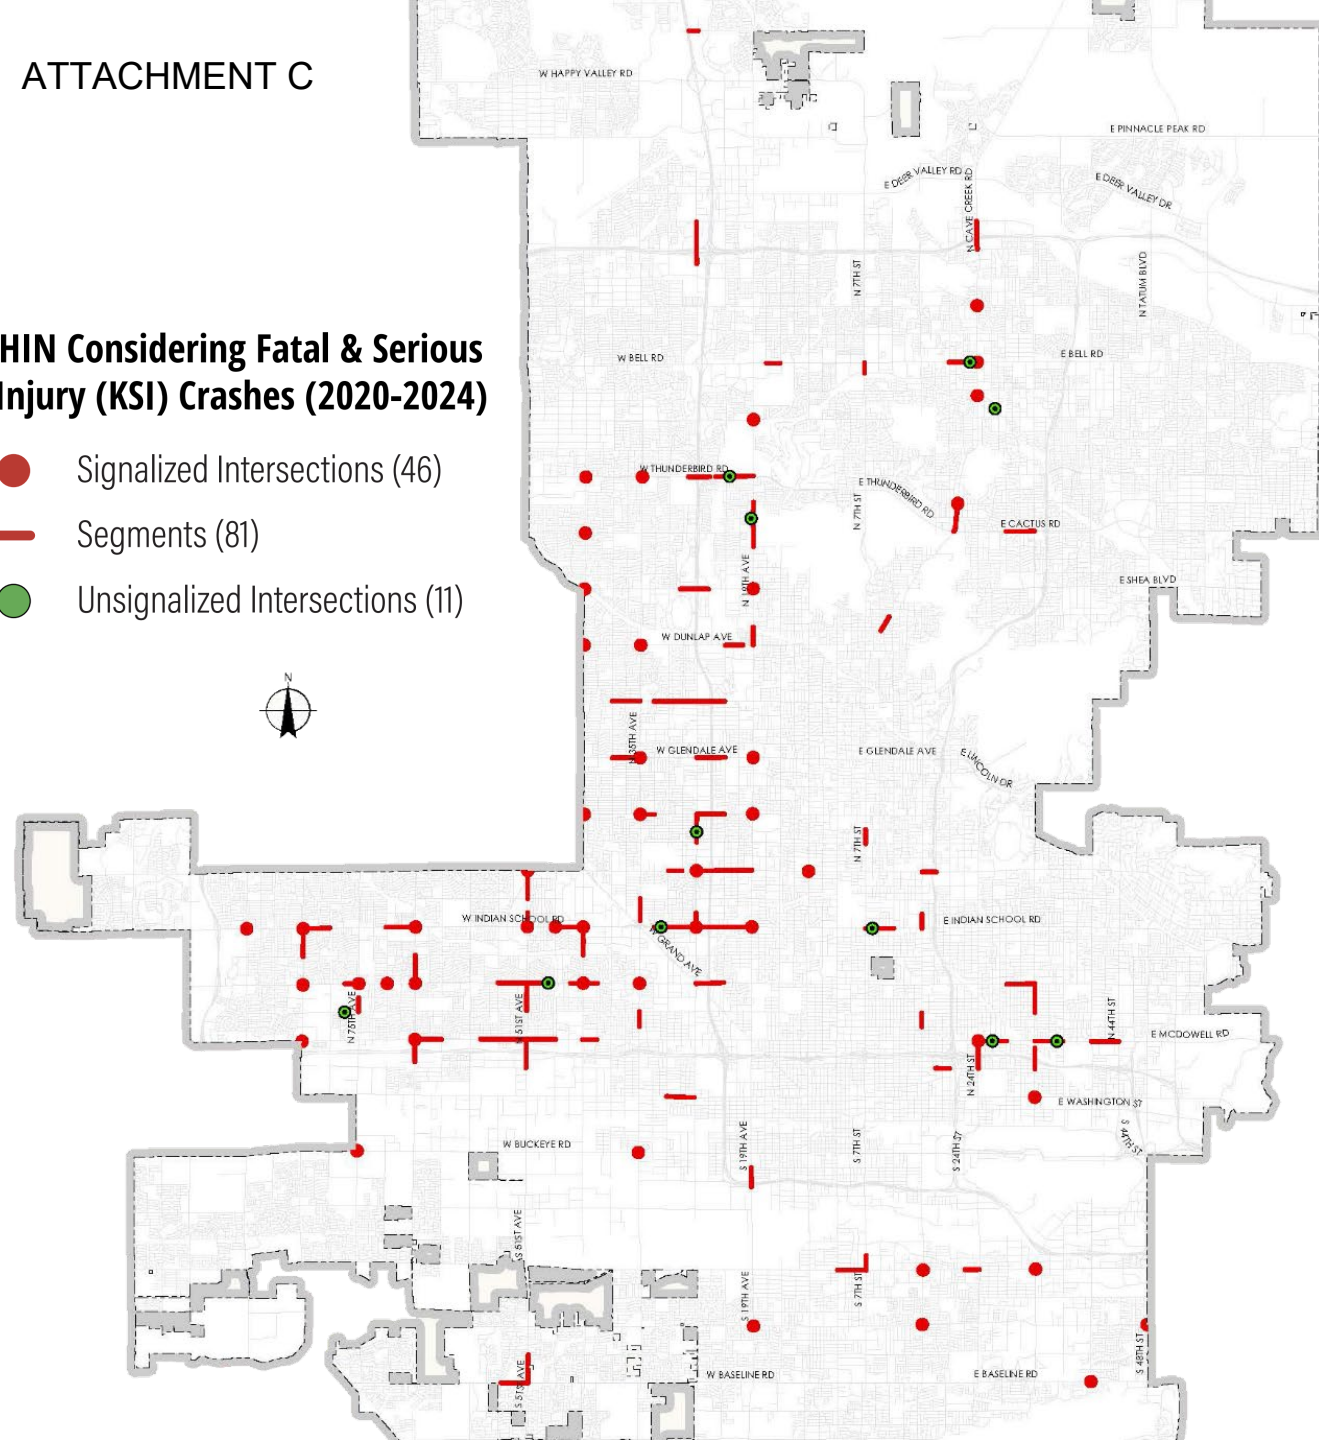 ATTACHMENT C
W HAPPY VALLEY RD
E PINNACLE PEAK RD
E DEER VALLEY RD
E DEER VALLEY DR
N CAVE CREEK RD
N 7TH ST
N TATUM BLVD
HIN Considering Fatal & Serious
Injury (KSI) Crashes (2020-2024)
Signalized Intersections (46)
Segments (81)
Unsignalized Intersections (11)
W BELL RD
E BELL RD
W THUNDERBIRD RD
E THUNDERBIRD RD
N 7TH ST
E CACTUS RD
N 19TH AVE
E SHEA BLVD
W DUNLAP AVE
N
N 35TH AVE
W GLENDALE AVE
E GLENDALE AVE
E LINCOLN DR
N 7TH ST
W INDIAN SCHOOL RD
E INDIAN SCHOOL RD
W GRAND AVE
N 75TH AVE
N 51ST AVE
N 44TH ST
E MCDOWELL RD
N 24TH ST
E WASHINGTON ST
W BUCKEYE RD
S 19TH AVE
S 7TH ST
S 24TH ST
S 44TH ST
S 51ST AVE
S 19TH AVE
S 7TH ST
S 51ST AVE
W BASELINE RD
E BASELINE RD
S 48TH ST